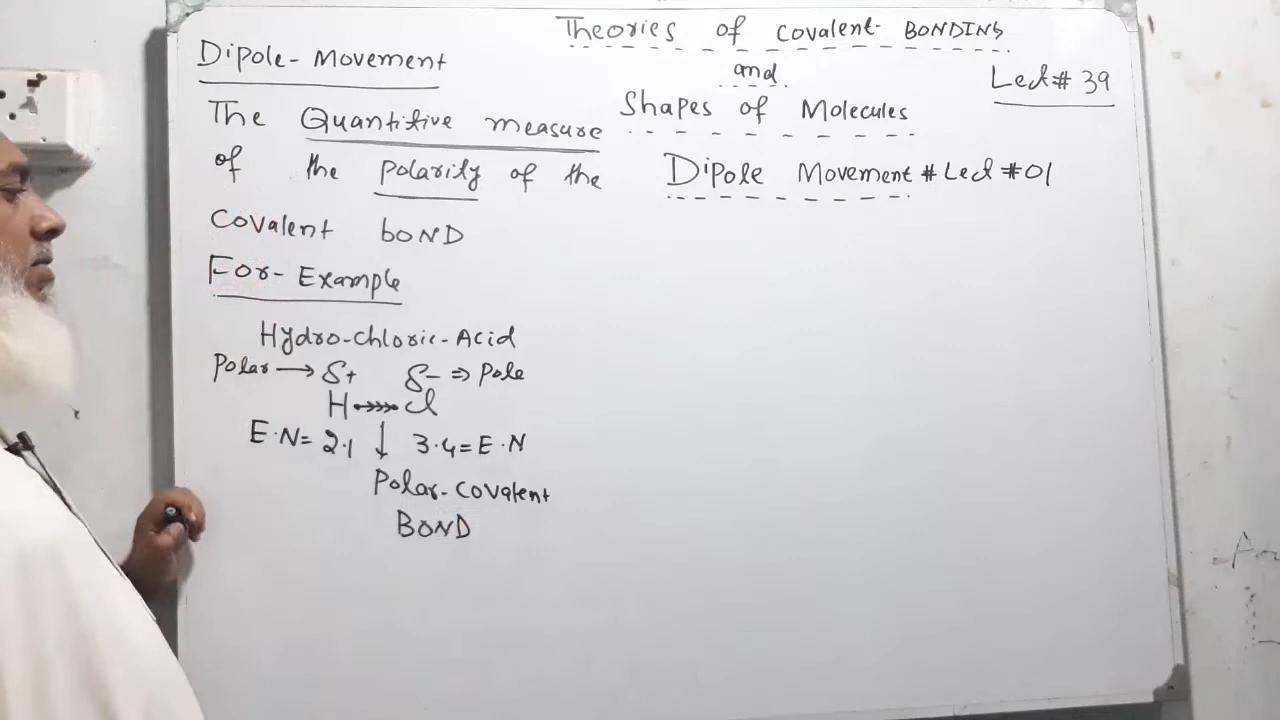 Theories of Covalent BONDING
and
Shapes of Molecules
Lect# 39
Dipole Movement # Lect #01
Dipole-Movement
The Quantitive measure
of the polarity of the
Covalent BOND
For-Example
Hydro-chloric-Acid
Polar → δ+ δ- ⇒ Pole
H Cl
E.N= 2.1 ↓ 3.4=E.N
Polar-Covalent
BOND